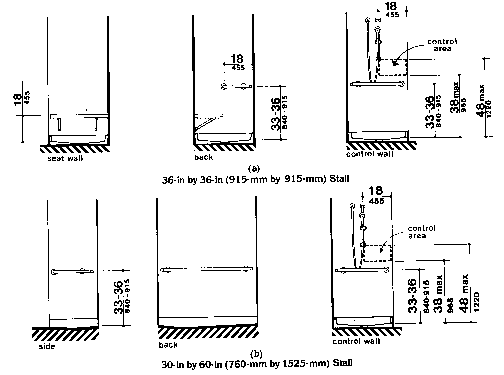 18
455
18
455
18
455
control
area
33-36
840-915
33-36
840-915
38 max
965
48 max
1220
seat wall
back
control wall
(a)
36-in by 36-in (915-mm by 915-mm) Stall
18
455
control
area
33-36
840-915
33-36
840-915
38 max
965
48 max
1220
side
back
control wall
(b)
30-in by 60-in (760-mm by 1525-mm) Stall